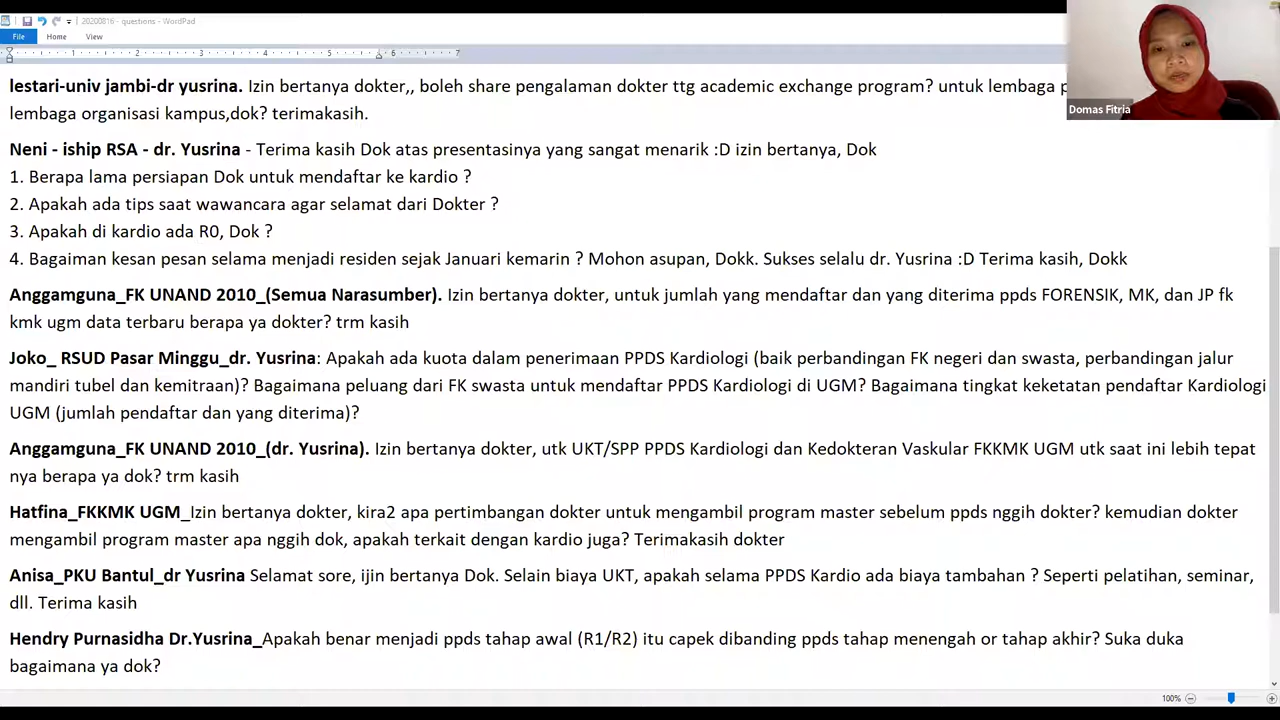 20200816 - questions - WordPad
File Home View
1 2 3 4 5 6 7
lestari-univ jambi-dr yusrina. Izin bertanya dokter,, boleh share pengalaman dokter ttg academic exchange program? untuk lembaga
lembaga organisasi kampus,dok? terimakasih.
Neni - iship RSA - dr. Yusrina - Terima kasih Dok atas presentasinya yang sangat menarik :D izin bertanya, Dok
1. Berapa lama persiapan Dok untuk mendaftar ke kardio ?
2. Apakah ada tips saat wawancara agar selamat dari Dokter ?
3. Apakah di kardio ada R0, Dok ?
4. Bagaiman kesan pesan selama menjadi residen sejak Januari kemarin ? Mohon asupan, Dokk. Sukses selalu dr. Yusrina :D Terima kasih, Dokk
Anggamguna_FK UNAND 2010_(Semua Narasumber). Izin bertanya dokter, untuk jumlah yang mendaftar dan yang diterima ppds FORENSIK, MK, dan JP fk
kmk ugm data terbaru berapa ya dokter? trm kasih
Joko_ RSUD Pasar Minggu_dr. Yusrina: Apakah ada kuota dalam penerimaan PPDS Kardiologi (baik perbandingan FK negeri dan swasta, perbandingan jalur
mandiri tubel dan kemitraan)? Bagaimana peluang dari FK swasta untuk mendaftar PPDS Kardiologi di UGM? Bagaimana tingkat keketatan pendaftar Kardiologi
UGM (jumlah pendaftar dan yang diterima)?
Anggamguna_FK UNAND 2010_(dr. Yusrina). Izin bertanya dokter, utk UKT/SPP PPDS Kardiologi dan Kedokteran Vaskular FKKMK UGM utk saat ini lebih tepat
nya berapa ya dok? trm kasih
Hatfina_FKKMK UGM_Izin bertanya dokter, kira2 apa pertimbangan dokter untuk mengambil program master sebelum ppds nggih dokter? kemudian dokter
mengambil program master apa nggih dok, apakah terkait dengan kardio juga? Terimakasih dokter
Anisa_PKU Bantul_dr Yusrina Selamat sore, ijin bertanya Dok. Selain biaya UKT, apakah selama PPDS Kardio ada biaya tambahan ? Seperti pelatihan, seminar,
dll. Terima kasih
Hendry Purnasidha Dr.Yusrina_Apakah benar menjadi ppds tahap awal (R1/R2) itu capek dibanding ppds tahap menengah or tahap akhir? Suka duka
bagaimana ya dok?
Domas Fitria
100%